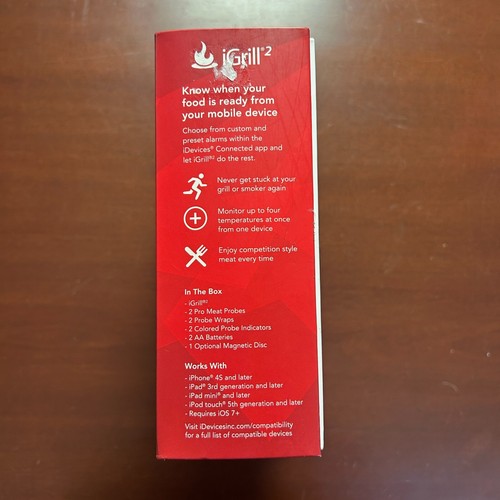 iGrill®2
Know when your
food is ready from
your mobile device
Choose from custom and
preset alarms within the
iDevices® Connected app and
let iGrill®2 do the rest.
Never get stuck at your
grill or smoker again
Monitor up to four
temperatures at once
from one device
Enjoy competition style
meat every time
In The Box
- iGrill®2
- 2 Pro Meat Probes
- 2 Probe Wraps
- 2 Colored Probe Indicators
- 2 AA Batteries
- 1 Optional Magnetic Disc
Works With
- iPhone® 4S and later
- iPad® 3rd generation and later
- iPad mini® and later
- iPod touch® 5th generation and later
- Requires iOS 7+
Visit iDevicesinc.com/compatibility
for a full list of compatible devices